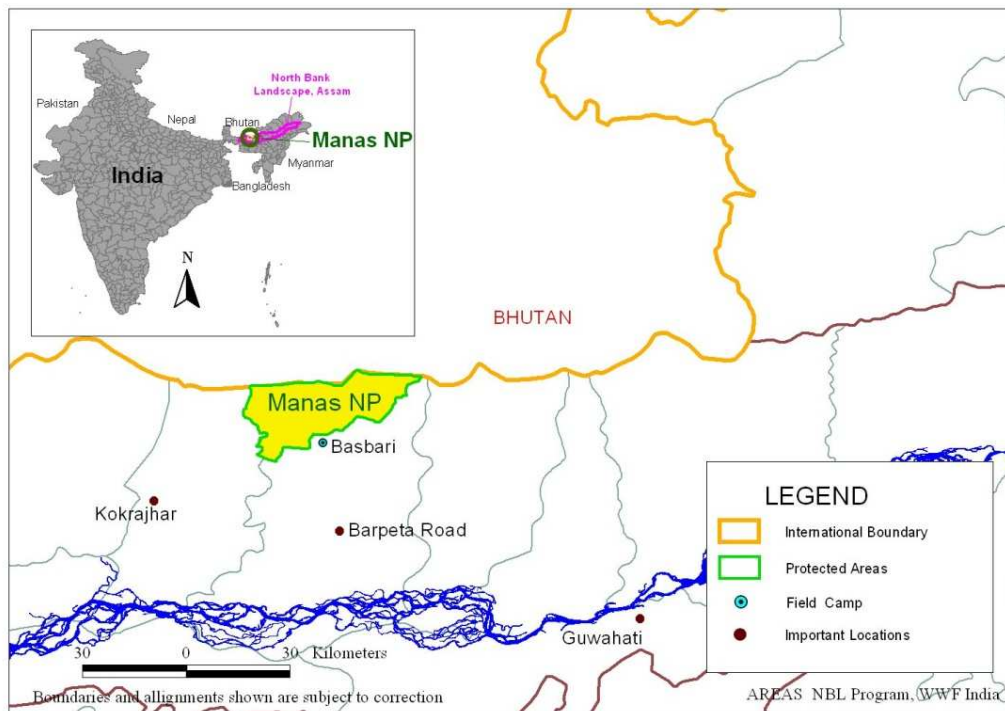 North Bank
Landscape, Assam
Pakistan
Nepal
Bhutan
Manas NP
India
Myanmar
Bangladesh
N
BHUTAN
Manas NP
Basbari
Kokrajhar
Barpeta Road
Guwahati
LEGEND
International Boundary
Protected Areas
Field Camp
Important Locations
30 0 30 Kilometers
Boundaries and allignments shown are subject to correction
AREAS NBL Program, WWF India